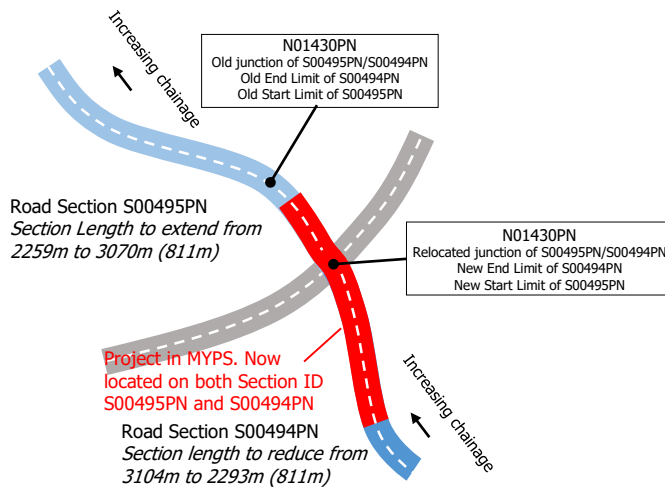 Increasing chainage
N01430PN
Old junction of S00495PN/S00494PN
Old End Limit of S00494PN
Old Start Limit of S00495PN
Road Section S00495PN
Section Length to extend from
2259m to 3070m (811m)
N01430PN
Relocated junction of S00495PN/S00494PN
New End Limit of S00494PN
New Start Limit of S00495PN
Project in MYPS. Now
located on both Section ID
S00495PN and S00494PN
Road Section S00494PN
Section length to reduce from
3104m to 2293m (811m)
Increasing chainage